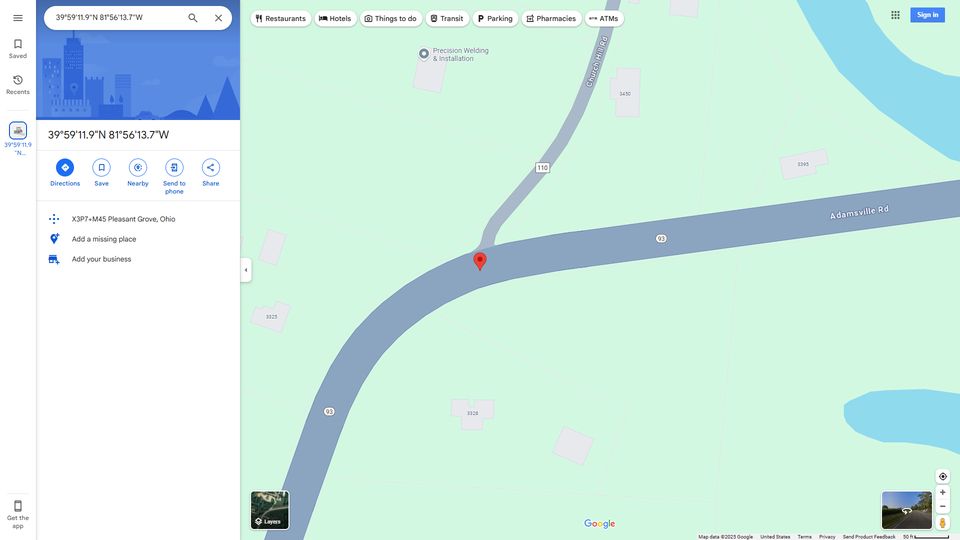 39°59'11.9"N 81°56'13.7"W
Restaurants
Hotels
Things to do
Transit
Parking
Pharmacies
ATMs
Sign in
Saved
Recents
39°59'11.9
"N...
Get the
app
39°59'11.9"N 81°56'13.7"W
Directions
Save
Nearby
Send to
phone
Share
X3P7+M45 Pleasant Grove, Ohio
Add a missing place
Add your business
Precision Welding
& Installation
Church Hill Rd
3450
110
3395
Adamsville Rd
93
3325
93
3328
Layers
Google
Map data ©2025 Google
United States
Terms
Privacy
Send Product Feedback
50 ft